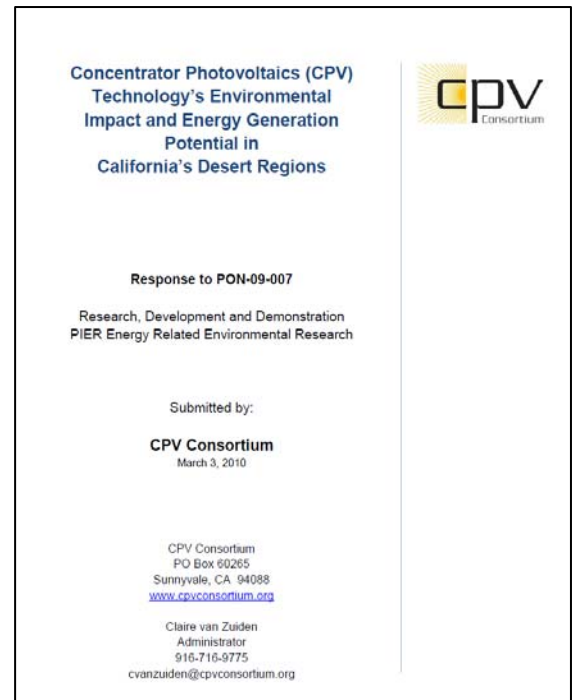 Concentrator Photovoltaics (CPV)
Technology's Environmental
Impact and Energy Generation
Potential in
California's Desert Regions
cpv
Consortium
Response to PON-09-007
Research, Development and Demonstration
PIER Energy Related Environmental Research
Submitted by:
CPV Consortium
March 3, 2010
CPV Consortium
PO Box 60265
Sunnyvale, CA 94088
www.cpvconsortium.org
Claire van Zuiden
Administrator
916-716-9775
cvanzuiden@cpvconsortium.org